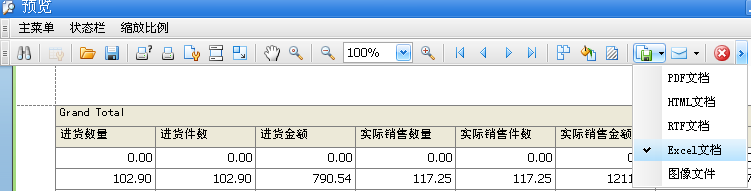 预览
主菜单 状态栏 缩放比例
100%
PDF文档
HTML文档
RTF文档
Excel文档
图像文件
Grand Total
进货数量 进货件数 进货金额 实际销售数量 实际销售件数 实际销售金额
0.00 0.00 0.00 0.00 0.00
102.90 102.90 790.54 117.25 117.25 1211